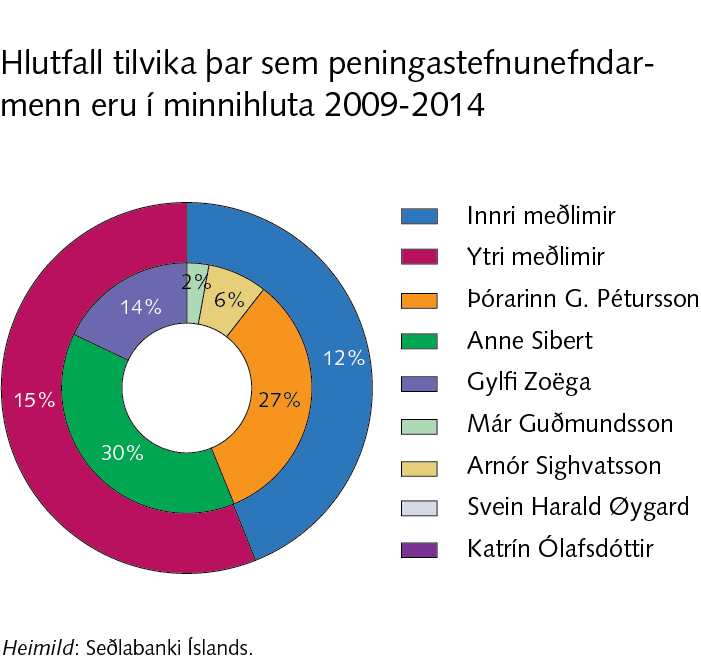 Hlutfall tilvika þar sem peningastefnunefndar-
menn eru í minnihluta 2009-2014
Innri meðlimir
Ytri meðlimir
Þórarinn G. Pétursson
Anne Sibert
Gylfi Zoëga
Már Guðmundsson
Arnór Sighvatsson
Svein Harald Øygard
Katrín Ólafsdóttir
2%
6%
14%
12%
15%
27%
30%
Heimild: Seðlabanki Íslands.